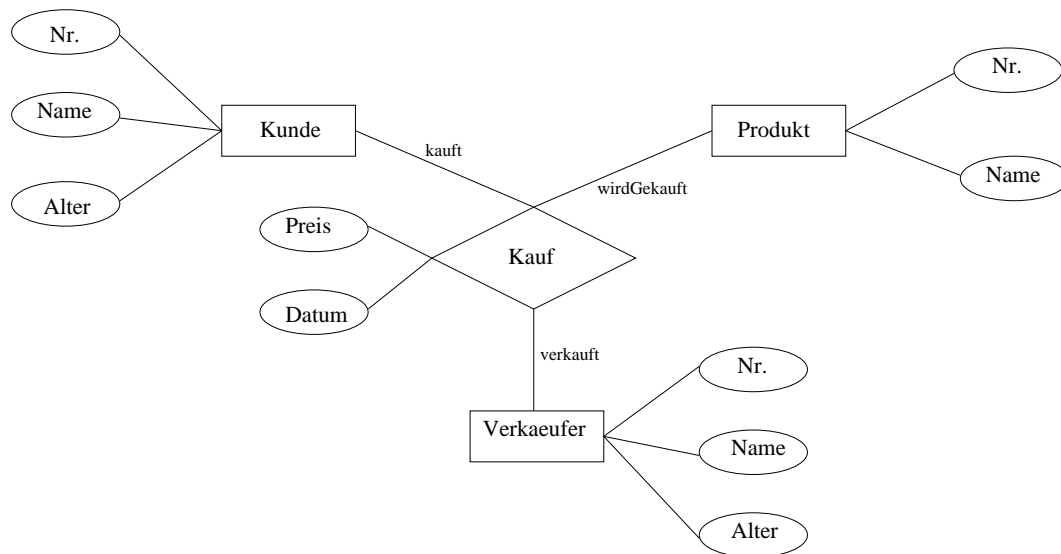 Nr.
Name
Alter
Kunde
kauft
wirdGekauft
Produkt
Nr.
Name
Preis
Datum
Kauf
verkauft
Verkaeufer
Nr.
Name
Alter